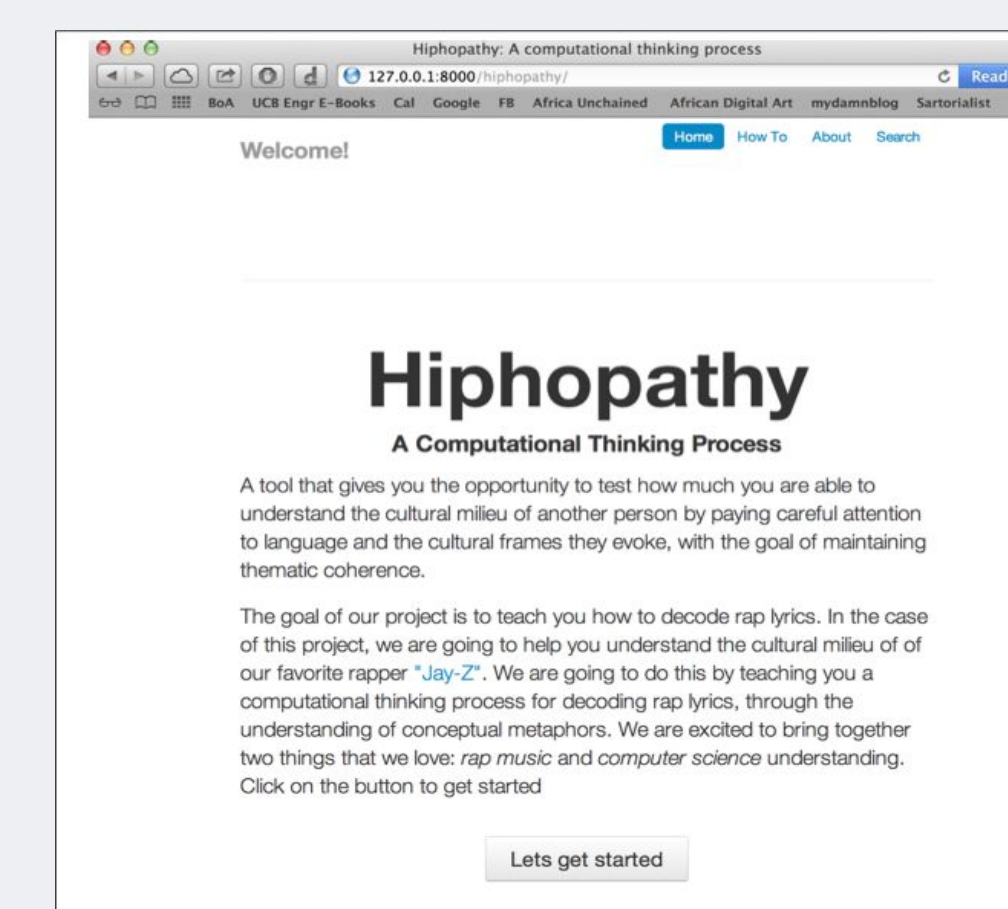 Hiphopathy: A computational thinking process
127.0.0.1:8000/hiphopathy/
BoA UCB Engr E-Books Cal Google FB Africa Unchained African Digital Art mydamnblog Sartorialist
Welcome!
Home How To About Search
Hiphopathy
A Computational Thinking Process
A tool that gives you the opportunity to test how much you are able to
understand the cultural milieu of another person by paying careful attention
to language and the cultural frames they evoke, with the goal of maintaining
thematic coherence.
The goal of our project is to teach you how to decode rap lyrics. In the case
of this project, we are going to help you understand the cultural milieu of of
our favorite rapper "Jay-Z". We are going to do this by teaching you a
computational thinking process for decoding rap lyrics, through the
understanding of conceptual metaphors. We are excited to bring together
two things that we love: rap music and computer science understanding.
Click on the button to get started
Lets get started